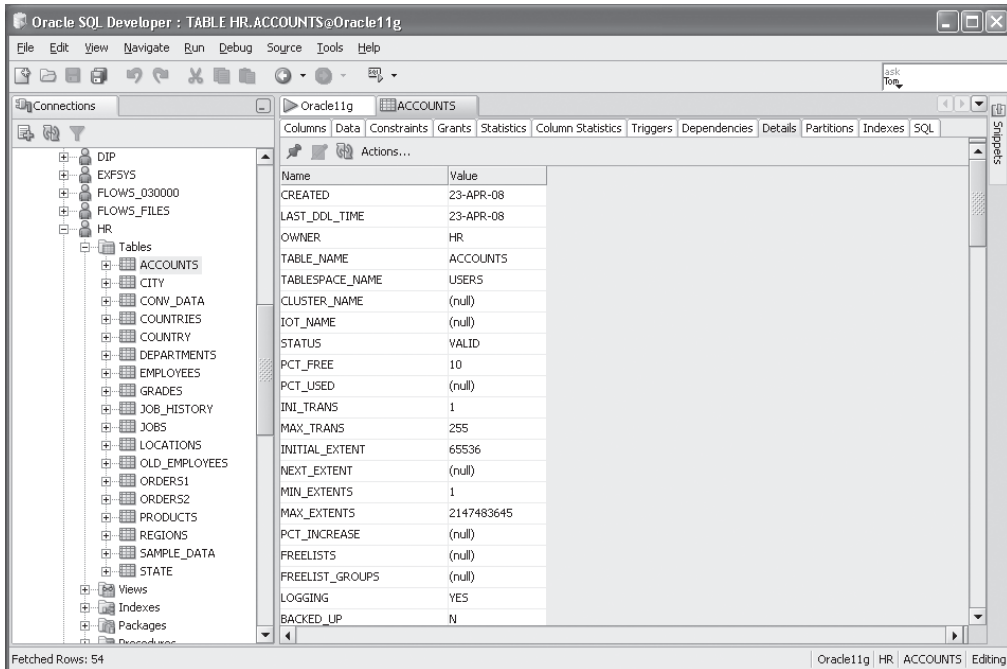 Oracle SQL Developer : TABLE HR.ACCOUNTS@Oracle11g
File Edit View Navigate Run Debug Source Tools Help
SQL
ask
Tom
Connections
Oracle11g
ACCOUNTS
Columns Data Constraints Grants Statistics Column Statistics Triggers Dependencies Details Partitions Indexes SQL
Actions...
DIP
EXFSYS
FLOWS_030000
FLOWS_FILES
HR
Tables
ACCOUNTS
CITY
CONV_DATA
COUNTRIES
COUNTRY
DEPARTMENTS
EMPLOYEES
GRADES
JOB_HISTORY
JOBS
LOCATIONS
OLD_EMPLOYEES
ORDERS1
ORDERS2
PRODUCTS
REGIONS
SAMPLE_DATA
STATE
Views
Indexes
Packages
Procedures
Name Value
CREATED 23-APR-08
LAST_DDL_TIME 23-APR-08
OWNER HR
TABLE_NAME ACCOUNTS
TABLESPACE_NAME USERS
CLUSTER_NAME (null)
IOT_NAME (null)
STATUS VALID
PCT_FREE 10
PCT_USED (null)
INI_TRANS 1
MAX_TRANS 255
INITIAL_EXTENT 65536
NEXT_EXTENT (null)
MIN_EXTENTS 1
MAX_EXTENTS 2147483645
PCT_INCREASE (null)
FREELISTS (null)
FREELIST_GROUPS (null)
LOGGING YES
BACKED_UP N
Snippets
Fetched Rows: 54
Oracle11g HR ACCOUNTS Editing